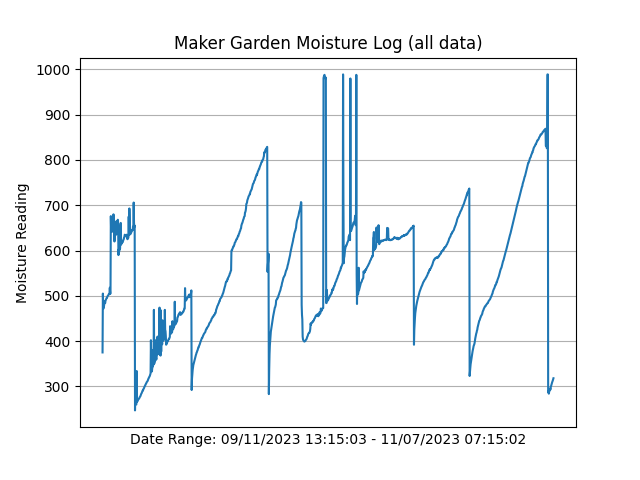 Maker Garden Moisture Log (all data)
1000
900
800
700
600
500
400
300
Moisture Reading
Date Range: 09/11/2023 13:15:03 - 11/07/2023 07:15:02